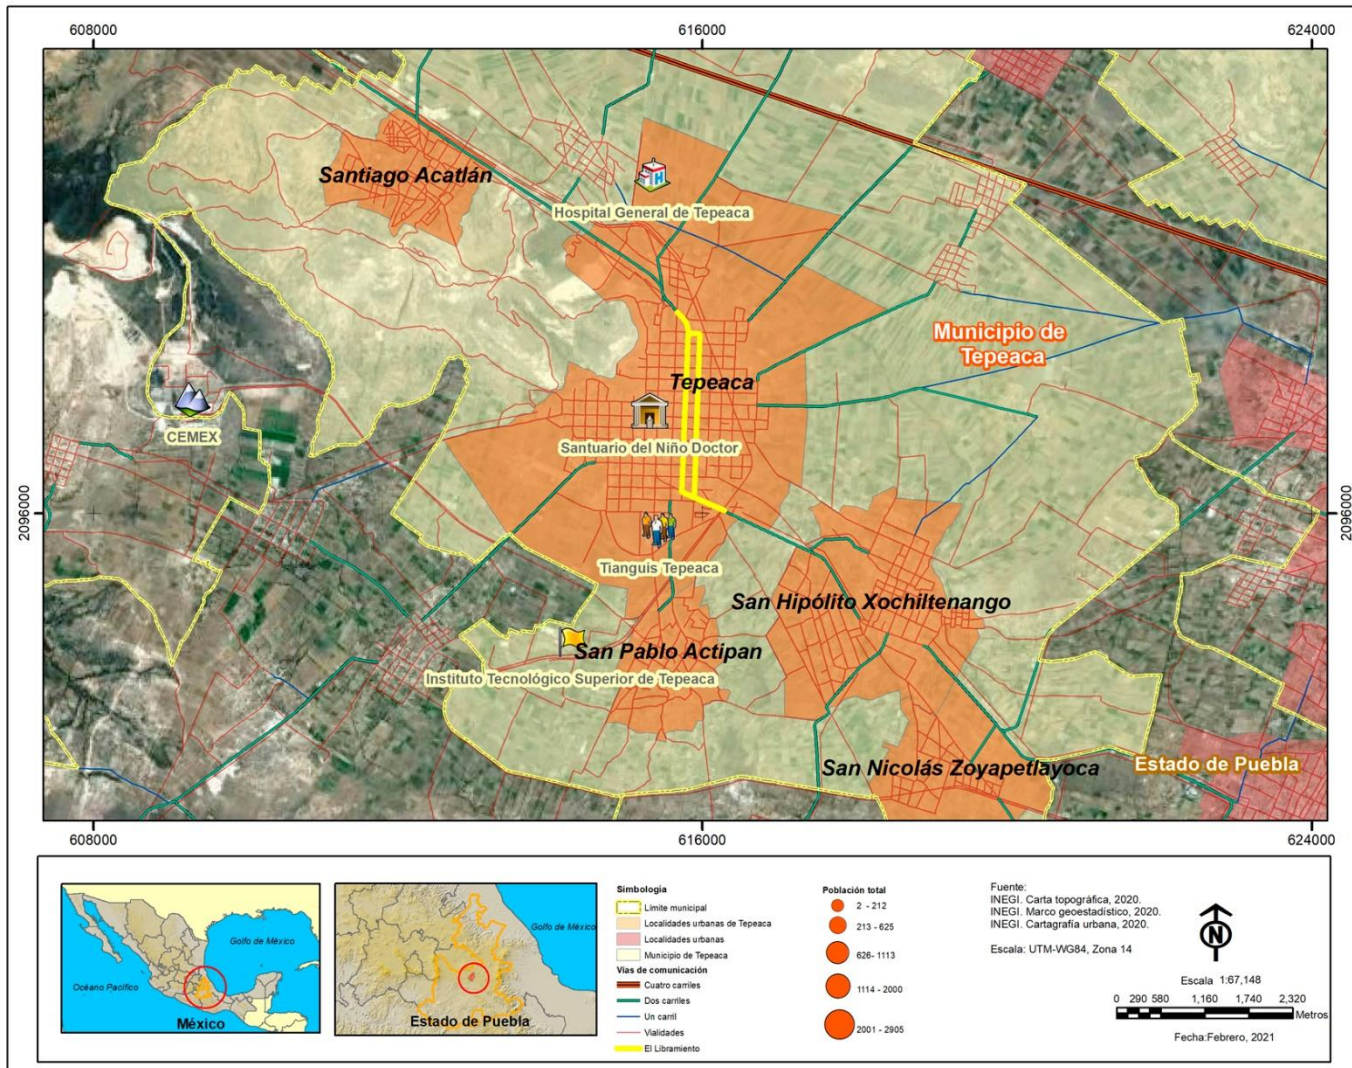 608000
616000
624000
Santiago Acatlán
Hospital General de Tepeaca
Municipio de
Tepeaca
Tepeaca
CEMEX
Santuario del Niño Doctor
2096000
2096000
Tianguis Tepeaca
San Hipólito Xochiltenango
San Pablo Actipan
Instituto Tecnológico Superior de Tepeaca
San Nicolás Zoyapetlayoca
Estado de Puebla
608000
616000
624000
Golfo de México
Océano Pacífico
México
Golfo de México
Estado de Puebla
Simbología
Límite municipal
Localidades urbanas de Tepeaca
Localidades urbanas
Municipio de Tepeaca
Vías de comunicación
Cuatro carriles
Dos carriles
Un carril
Vialidades
El Libramiento
Población total
2 - 212
213 - 625
626- 1113
1114 - 2000
2001 - 2905
Fuente:
INEGI. Carta topográfica, 2020.
INEGI. Marco geoestadístico, 2020.
INEGI. Cartagrafía urbana, 2020.
Escala: UTM-WG84, Zona 14
N
Escala 1:67,148
0 290 580 1,160 1,740 2,320
Metros
Fecha:Febrero, 2021